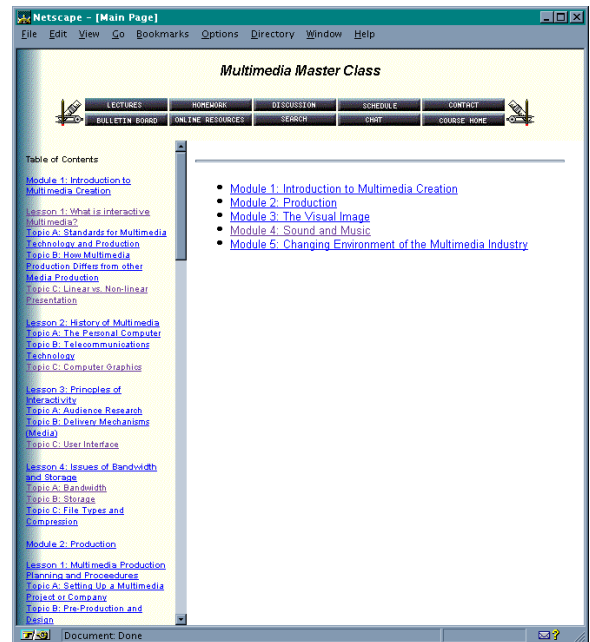 Netscape - [Main Page]
File Edit View Go Bookmarks Options Directory Window Help
Multimedia Master Class
LECTURES HOMEWORK DISCUSSION SCHEDULE CONTACT
BULLETIN BOARD ONLINE RESOURCES SEARCH CHAT COURSE HOME
Table of Contents
Module 1: Introduction to
Multimedia Creation
Lesson 1: What is interactive
Multimedia?
Topic A: Standards for Multimedia
Technology and Production
Topic B: How Multimedia
Production Differs from other
Media Production
Topic C: Linear vs. Non-linear
Presentation
Lesson 2: History of Multimedia
Topic A: The Personal Computer
Topic B: Telecommunications
Technology
Topic C: Computer Graphics
Lesson 3: Princples of
Interactivity
Topic A: Audience Research
Topic B: Delivery Mechanisms
(Media)
Topic C: User Interface
Lesson 4: Issues of Bandwidth
and Storage
Topic A: Bandwidth
Topic B: Storage
Topic C: File Types and
Compression
Module 2: Production
Lesson 1: Multimedia Production
Planning and Proceedures
Topic A: Setting Up a Multimedia
Project or Company
Topic B: Pre-Production and
Design
Module 1: Introduction to Multimedia Creation
Module 2: Production
Module 3: The Visual Image
Module 4: Sound and Music
Module 5: Changing Environment of the Multimedia Industry
Document: Done